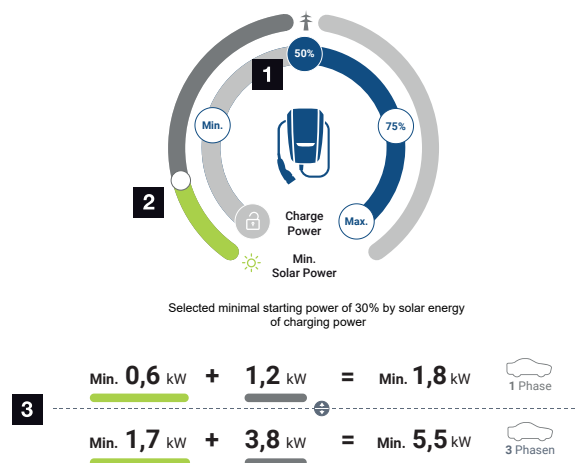 50%
1
Min.
75%
2
Charge
Power
Max.
Min.
Solar Power
Selected minimal starting power of 30% by solar energy
of charging power
Min. 0,6 kW + 1,2 kW = Min. 1,8 kW
1 Phase
3
Min. 1,7 kW + 3,8 kW = Min. 5,5 kW
3 Phasen